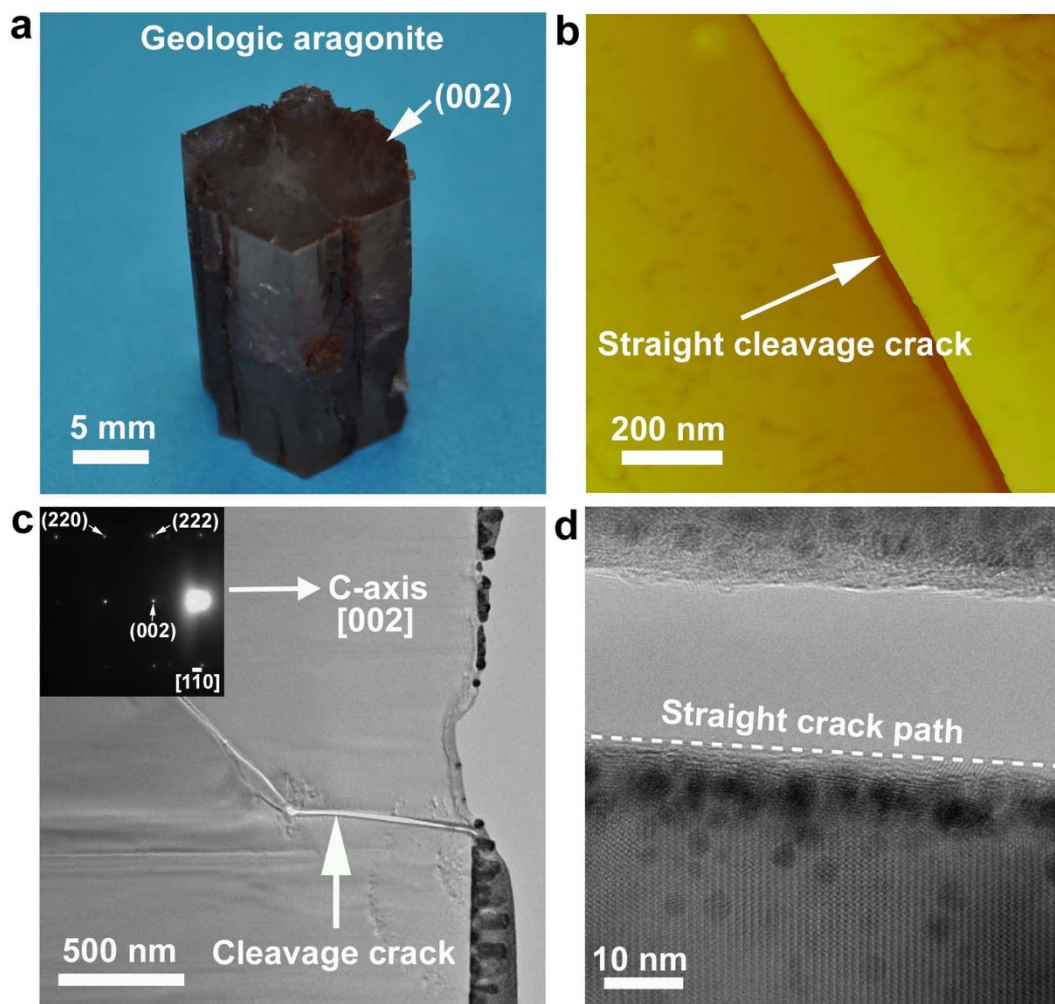 a
Geologic aragonite
(002)
5 mm
b
Straight cleavage crack
200 nm
c
(220)
(222)
(002)
[11̄0]
C-axis
[002]
Cleavage crack
500 nm
d
Straight crack path
10 nm